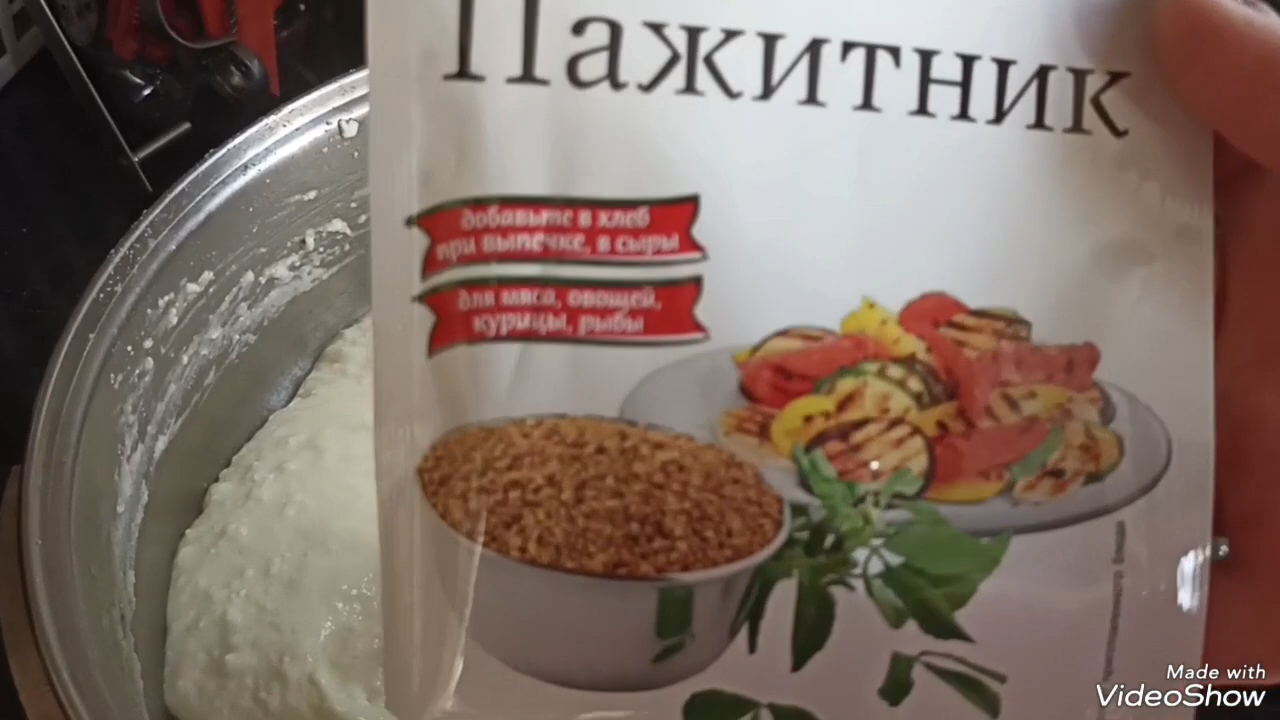 Пажитник
добавьте в хлеб
при выпечке, в сыры
для мяса, овощей,
курицы, рыбы
Made with
VideoShow